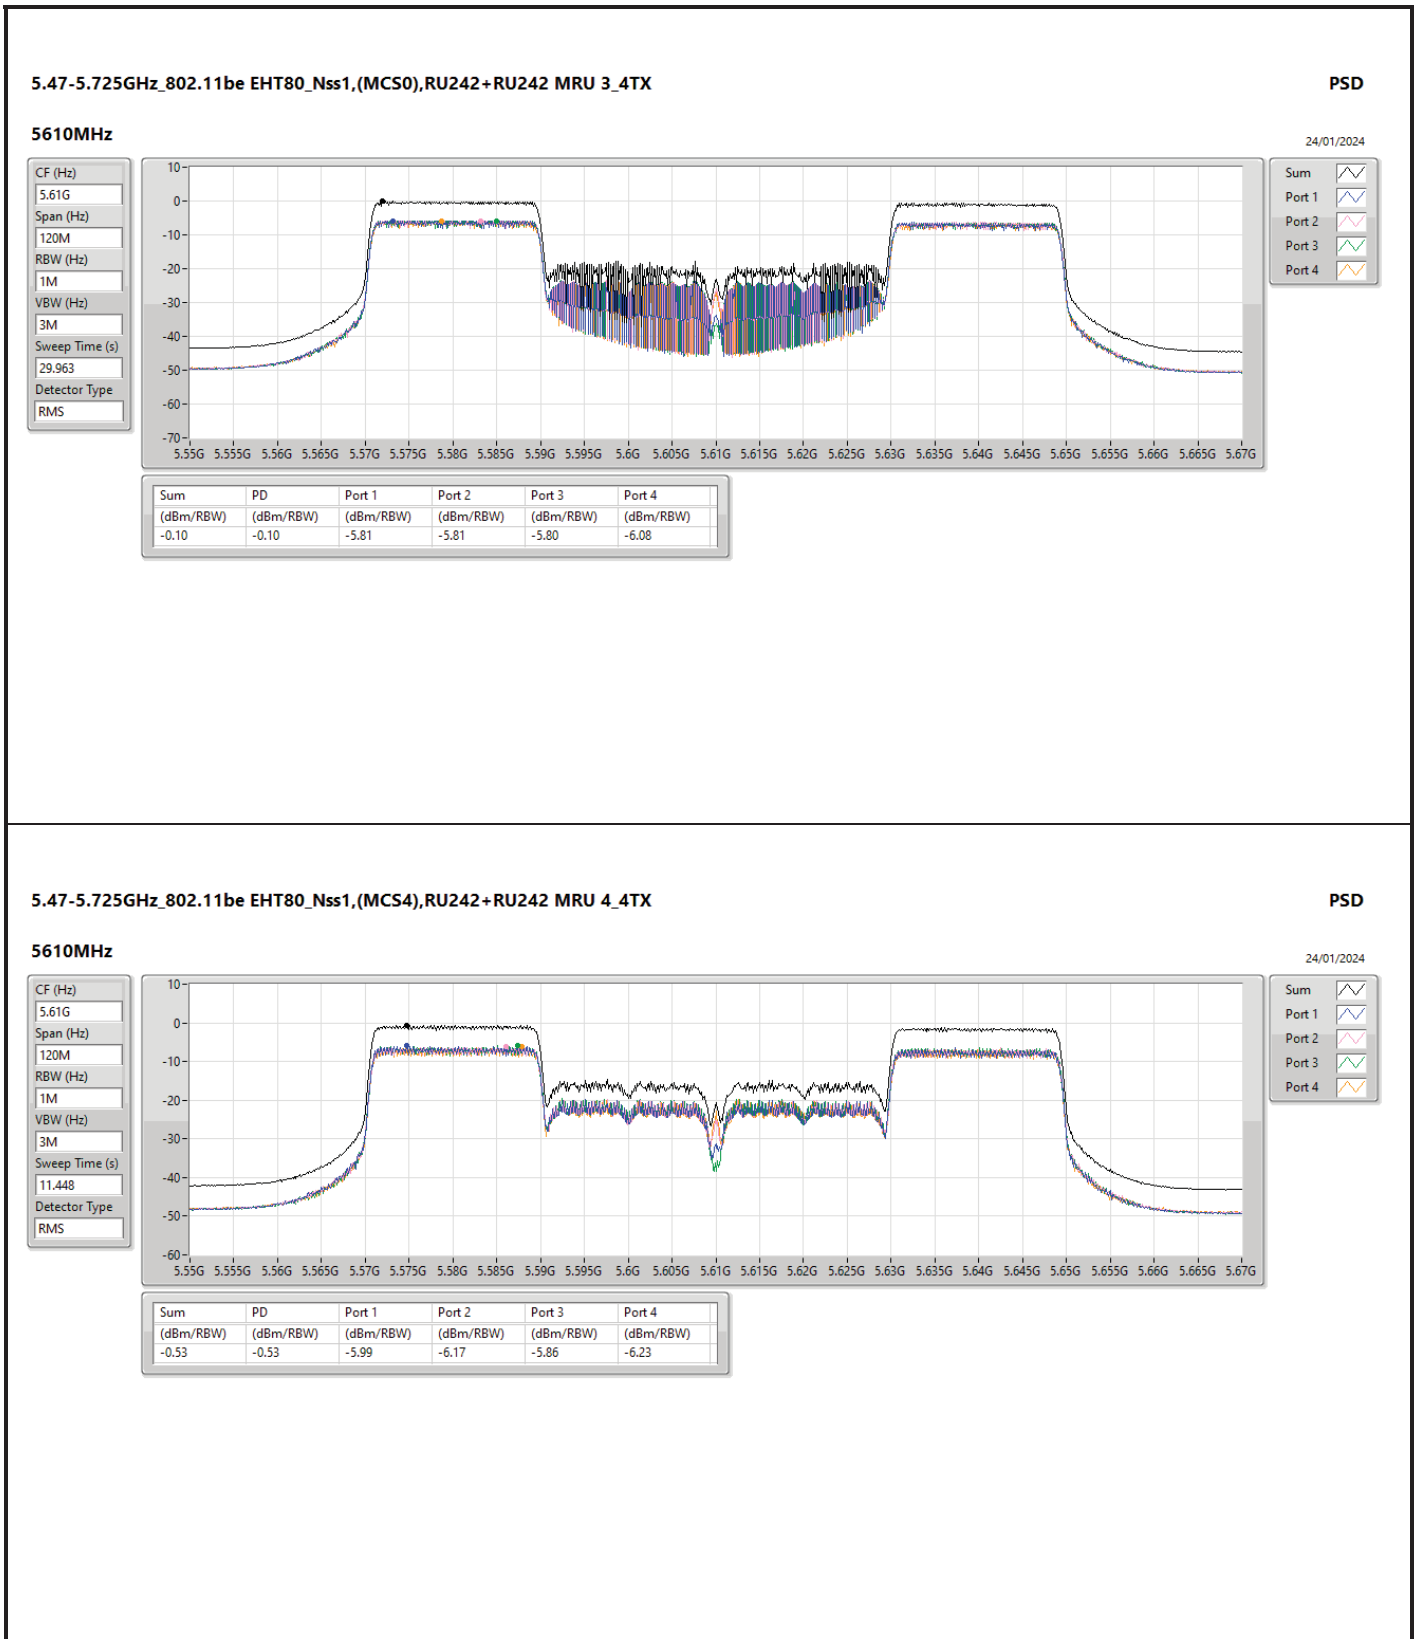 5.47-5.725GHz_802.11be EHT80_Nss1,(MCS0),RU242+RU242 MRU 3_4TX PSD
5610MHz
24/01/2024
CF (Hz)
5.61G
Span (Hz)
120M
RBW (Hz)
1M
VBW (Hz)
3M
Sweep Time (s)
29.963
Detector Type
RMS
10
0
-10
-20
-30
-40
-50
-60
-70
5.55G 5.555G 5.56G 5.565G 5.57G 5.575G 5.58G 5.585G 5.59G 5.595G 5.6G 5.605G 5.61G 5.615G 5.62G 5.625G 5.63G 5.635G 5.64G 5.645G 5.65G 5.655G 5.66G 5.665G 5.67G
Sum
Port 1
Port 2
Port 3
Port 4
Sum PD Port 1 Port 2 Port 3 Port 4
(dBm/RBW) (dBm/RBW) (dBm/RBW) (dBm/RBW) (dBm/RBW) (dBm/RBW)
-0.10 -0.10 -5.81 -5.81 -5.80 -6.08
5.47-5.725GHz_802.11be EHT80_Nss1,(MCS4),RU242+RU242 MRU 4_4TX PSD
5610MHz
24/01/2024
CF (Hz)
5.61G
Span (Hz)
120M
RBW (Hz)
1M
VBW (Hz)
3M
Sweep Time (s)
11.448
Detector Type
RMS
10
0
-10
-20
-30
-40
-50
-60
5.55G 5.555G 5.56G 5.565G 5.57G 5.575G 5.58G 5.585G 5.59G 5.595G 5.6G 5.605G 5.61G 5.615G 5.62G 5.625G 5.63G 5.635G 5.64G 5.645G 5.65G 5.655G 5.66G 5.665G 5.67G
Sum
Port 1
Port 2
Port 3
Port 4
Sum PD Port 1 Port 2 Port 3 Port 4
(dBm/RBW) (dBm/RBW) (dBm/RBW) (dBm/RBW) (dBm/RBW) (dBm/RBW)
-0.53 -0.53 -5.99 -6.17 -5.86 -6.23